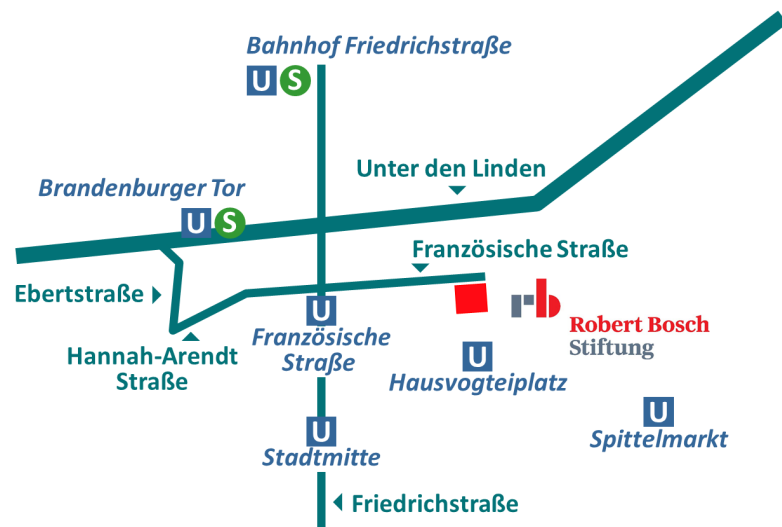 Bahnhof Friedrichstraße
U S
Unter den Linden
Brandenburger Tor
U S
Französische Straße
Ebertstraße
rb
Robert Bosch
Stiftung
U
Französische
Straße
Hannah-Arendt
Straße
U
Hausvogteiplatz
U
Spittelmarkt
U
Stadtmitte
Friedrichstraße